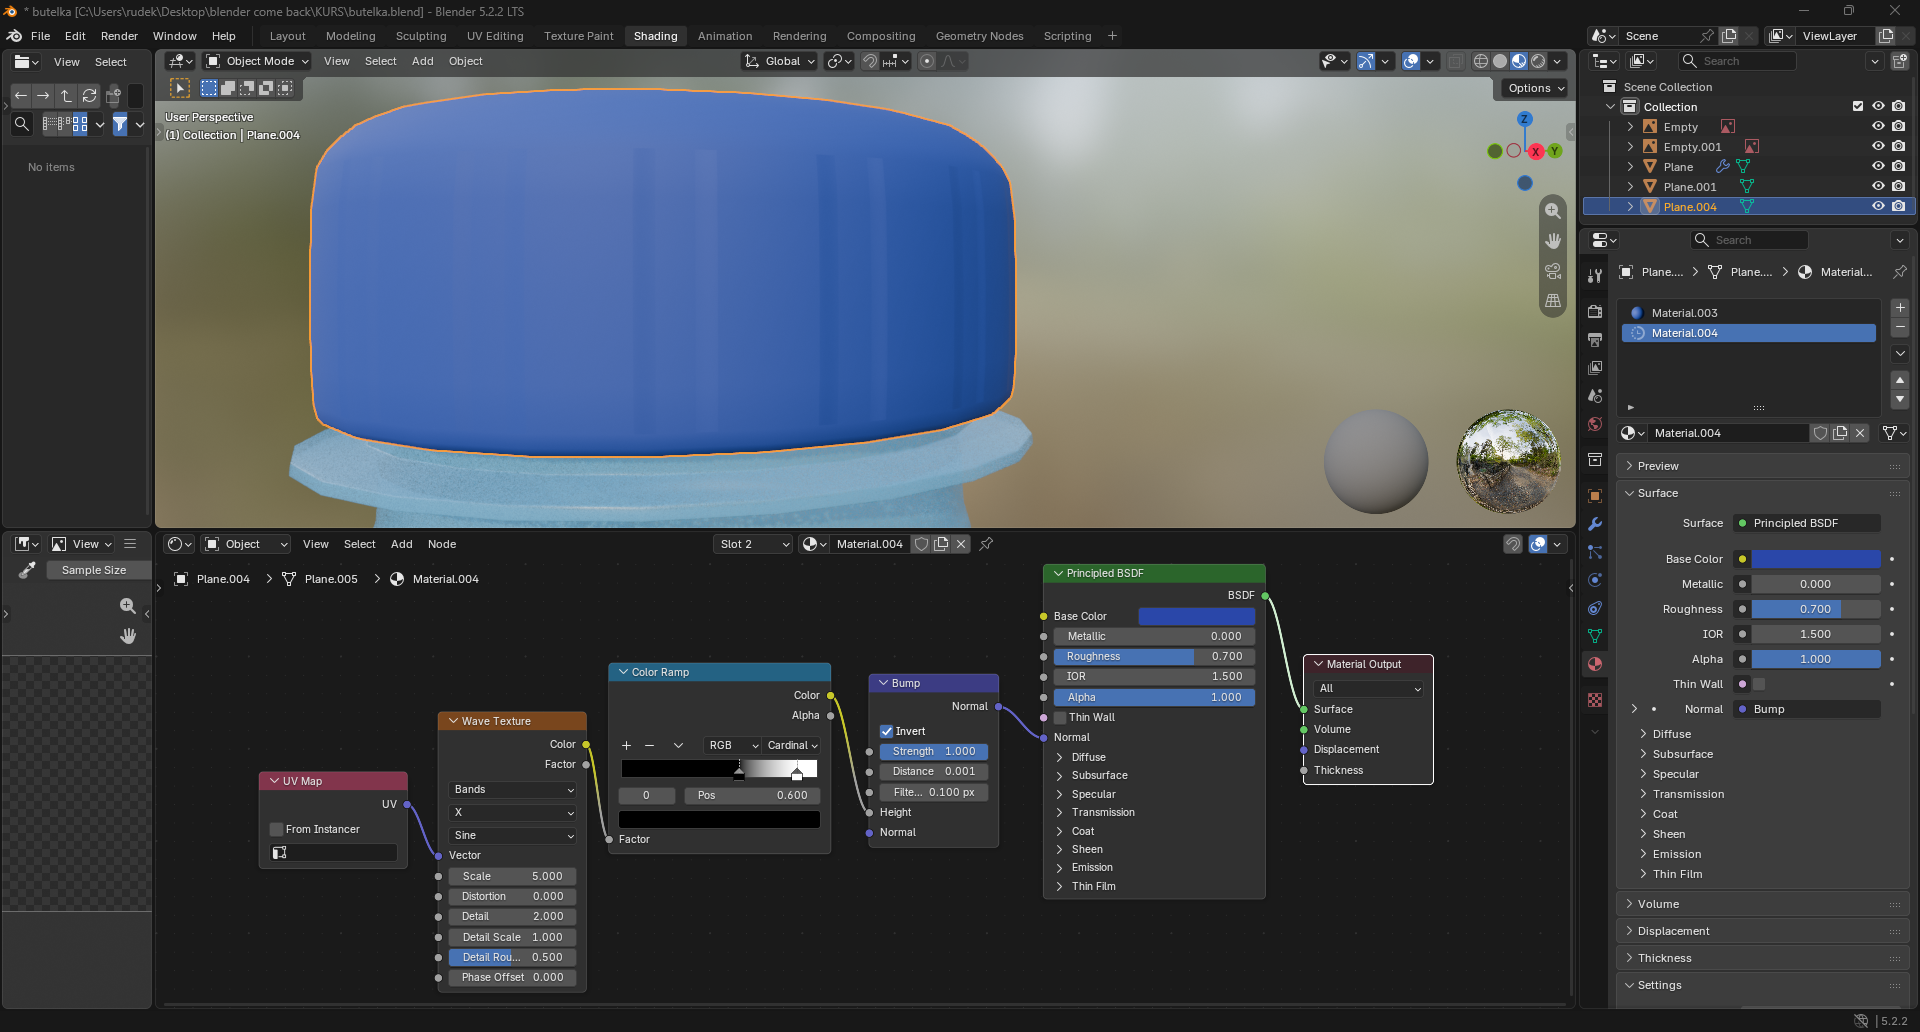 * butelka [C:\Users\rudek\Desktop\blender come back\KURS\butelka.blend] - Blender 5.2.2 LTS
File Edit Render Window Help
Layout Modeling Sculpting UV Editing Texture Paint Shading Animation Rendering Compositing Geometry Nodes Scripting
Scene
ViewLayer
View Select
No items
Object Mode View Select Add Object
Global
Options
User Perspective
(1) Collection | Plane.004
Z
X
Y
Search
Scene Collection
Collection
Empty
Empty.001
Plane
Plane.001
Plane.004
Search
Plane.... Plane.... Material...
Material.003
Material.004
Material.004
Preview
Surface
Surface Principled BSDF
Base Color
Metallic 0.000
Roughness 0.700
IOR 1.500
Alpha 1.000
Thin Wall
Normal Bump
Diffuse
Subsurface
Specular
Transmission
Coat
Sheen
Emission
Thin Film
Volume
Displacement
Thickness
Settings
View
Sample Size
Object View Select Add Node
Slot 2
Material.004
Plane.004 Plane.005 Material.004
UV Map
UV
From Instancer
Wave Texture
Color
Factor
Bands
X
Sine
Vector
Scale 5.000
Distortion 0.000
Detail 2.000
Detail Scale 1.000
Detail Rou... 0.500
Phase Offset 0.000
Color Ramp
Color
Alpha
RGB Cardinal
0 Pos 0.600
Factor
Bump
Normal
Invert
Strength 1.000
Distance 0.001
Filte... 0.100 px
Height
Normal
Principled BSDF
BSDF
Base Color
Metallic 0.000
Roughness 0.700
IOR 1.500
Alpha 1.000
Thin Wall
Normal
Diffuse
Subsurface
Specular
Transmission
Coat
Sheen
Emission
Thin Film
Material Output
All
Surface
Volume
Displacement
Thickness
5.2.2